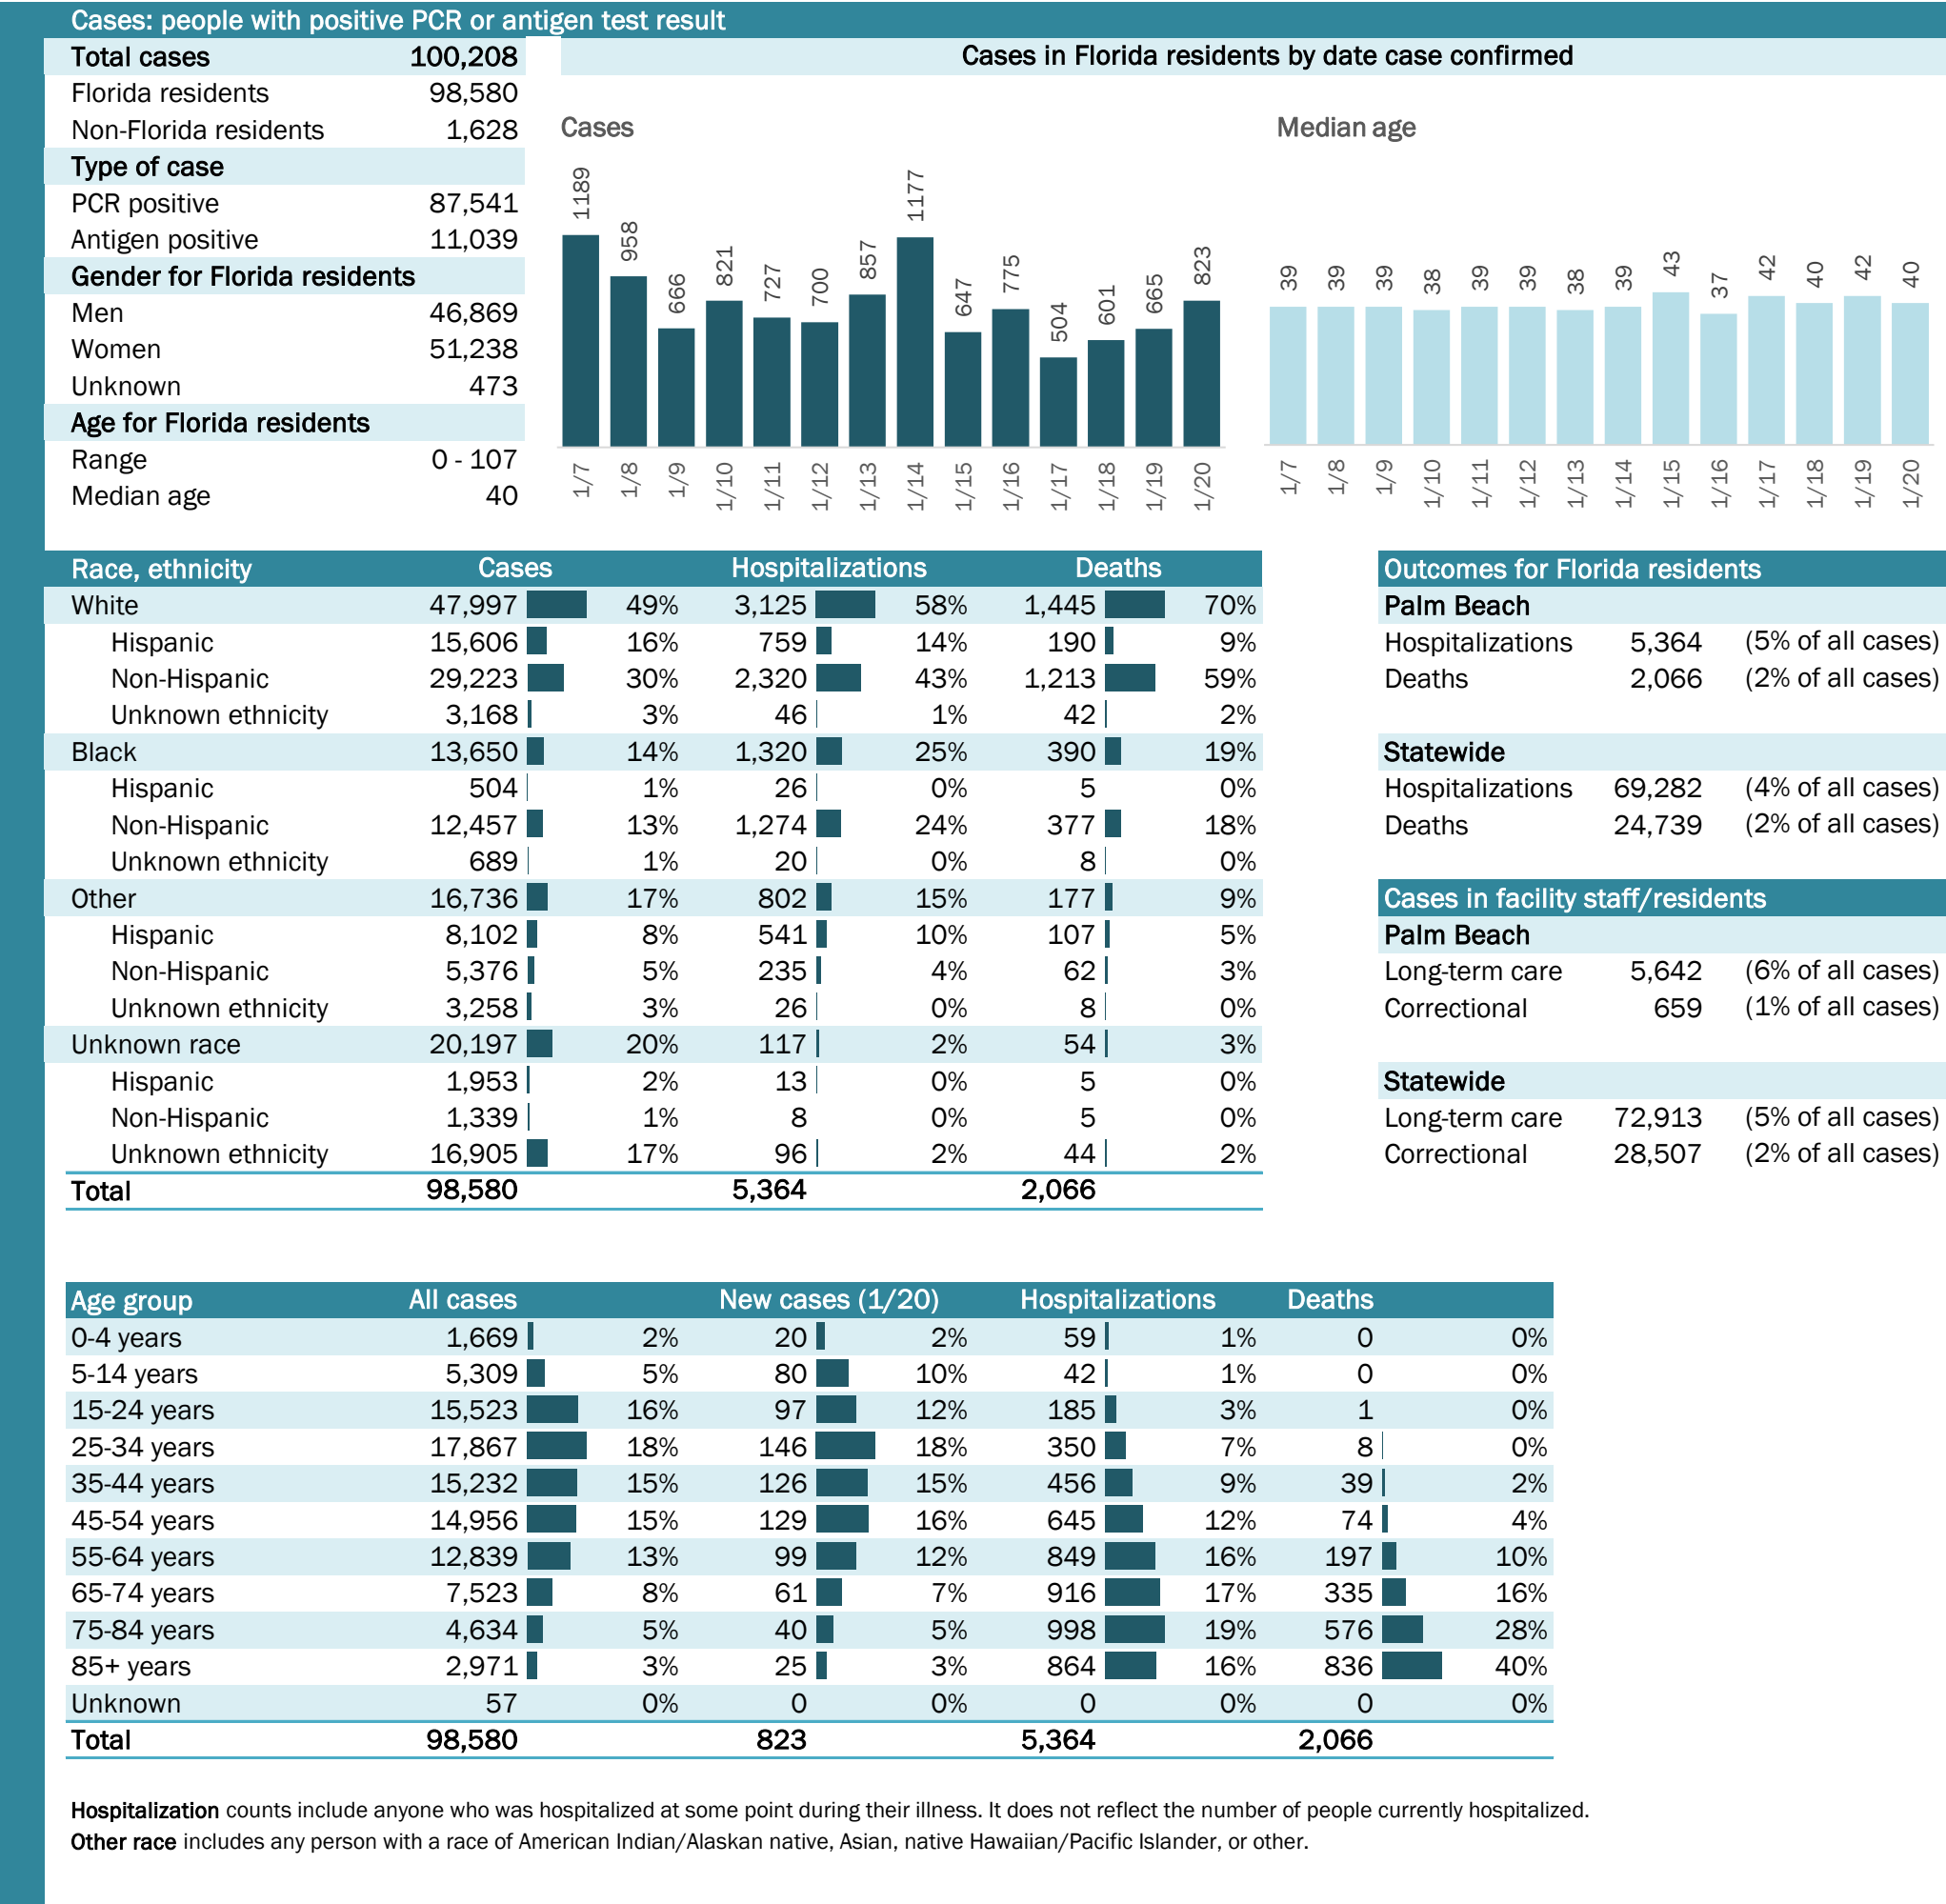 Cases: people with positive PCR or antigen test result
Total cases 100,208
Florida residents 98,580
Non-Florida residents 1,628
Type of case
PCR positive 87,541
Antigen positive 11,039
Gender for Florida residents
Men 46,869
Women 51,238
Unknown 473
Age for Florida residents
Range 0 - 107
Median age 40
Cases in Florida residents by date case confirmed
Cases
1189 958 666 821 727 700 857 1177 647 775 504 601 665 823
1/7 1/8 1/9 1/10 1/11 1/12 1/13 1/14 1/15 1/16 1/17 1/18 1/19 1/20
Median age
39 39 39 38 39 39 38 39 43 37 42 40 42 40
1/7 1/8 1/9 1/10 1/11 1/12 1/13 1/14 1/15 1/16 1/17 1/18 1/19 1/20
Race, ethnicity Cases Hospitalizations Deaths
White 47,997 49% 3,125 58% 1,445 70%
Hispanic 15,606 16% 759 14% 190 9%
Non-Hispanic 29,223 30% 2,320 43% 1,213 59%
Unknown ethnicity 3,168 3% 46 1% 42 2%
Black 13,650 14% 1,320 25% 390 19%
Hispanic 504 1% 26 0% 5 0%
Non-Hispanic 12,457 13% 1,274 24% 377 18%
Unknown ethnicity 689 1% 20 0% 8 0%
Other 16,736 17% 802 15% 177 9%
Hispanic 8,102 8% 541 10% 107 5%
Non-Hispanic 5,376 5% 235 4% 62 3%
Unknown ethnicity 3,258 3% 26 0% 8 0%
Unknown race 20,197 20% 117 2% 54 3%
Hispanic 1,953 2% 13 0% 5 0%
Non-Hispanic 1,339 1% 8 0% 5 0%
Unknown ethnicity 16,905 17% 96 2% 44 2%
Total 98,580 5,364 2,066
Outcomes for Florida residents
Palm Beach
Hospitalizations 5,364 (5% of all cases)
Deaths 2,066 (2% of all cases)
Statewide
Hospitalizations 69,282 (4% of all cases)
Deaths 24,739 (2% of all cases)
Cases in facility staff/residents
Palm Beach
Long-term care 5,642 (6% of all cases)
Correctional 659 (1% of all cases)
Statewide
Long-term care 72,913 (5% of all cases)
Correctional 28,507 (2% of all cases)
Age group All cases New cases (1/20) Hospitalizations Deaths
0-4 years 1,669 2% 20 2% 59 1% 0 0%
5-14 years 5,309 5% 80 10% 42 1% 0 0%
15-24 years 15,523 16% 97 12% 185 3% 1 0%
25-34 years 17,867 18% 146 18% 350 7% 8 0%
35-44 years 15,232 15% 126 15% 456 9% 39 2%
45-54 years 14,956 15% 129 16% 645 12% 74 4%
55-64 years 12,839 13% 99 12% 849 16% 197 10%
65-74 years 7,523 8% 61 7% 916 17% 335 16%
75-84 years 4,634 5% 40 5% 998 19% 576 28%
85+ years 2,971 3% 25 3% 864 16% 836 40%
Unknown 57 0% 0 0% 0 0% 0 0%
Total 98,580 823 5,364 2,066
Hospitalization counts include anyone who was hospitalized at some point during their illness. It does not reflect the number of people currently hospitalized.
Other race includes any person with a race of American Indian/Alaskan native, Asian, native Hawaiian/Pacific Islander, or other.